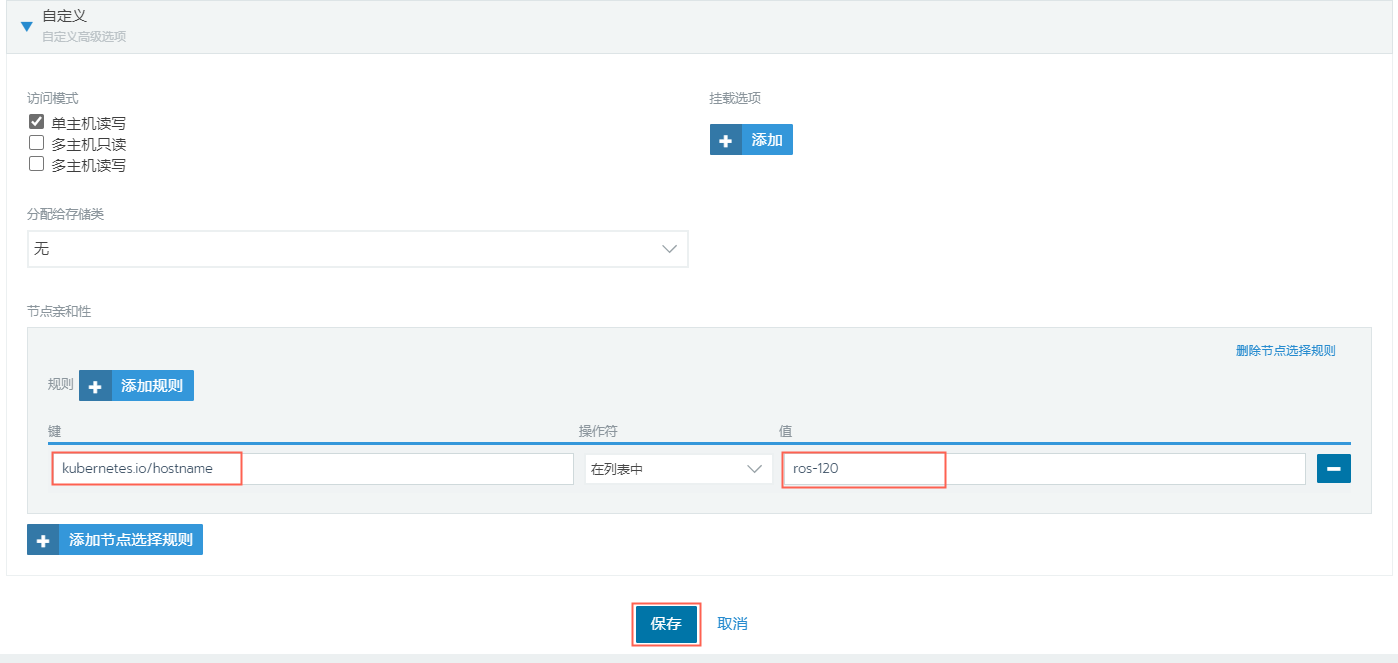 自定义
自定义高级选项
访问模式
单主机读写
多主机只读
多主机读写
挂载选项
添加
分配给存储类
无
节点亲和性
删除节点选择规则
规则 添加规则
键 操作符 值
kubernetes.io/hostname 在列表中 ros-120
添加节点选择规则
保存 取消